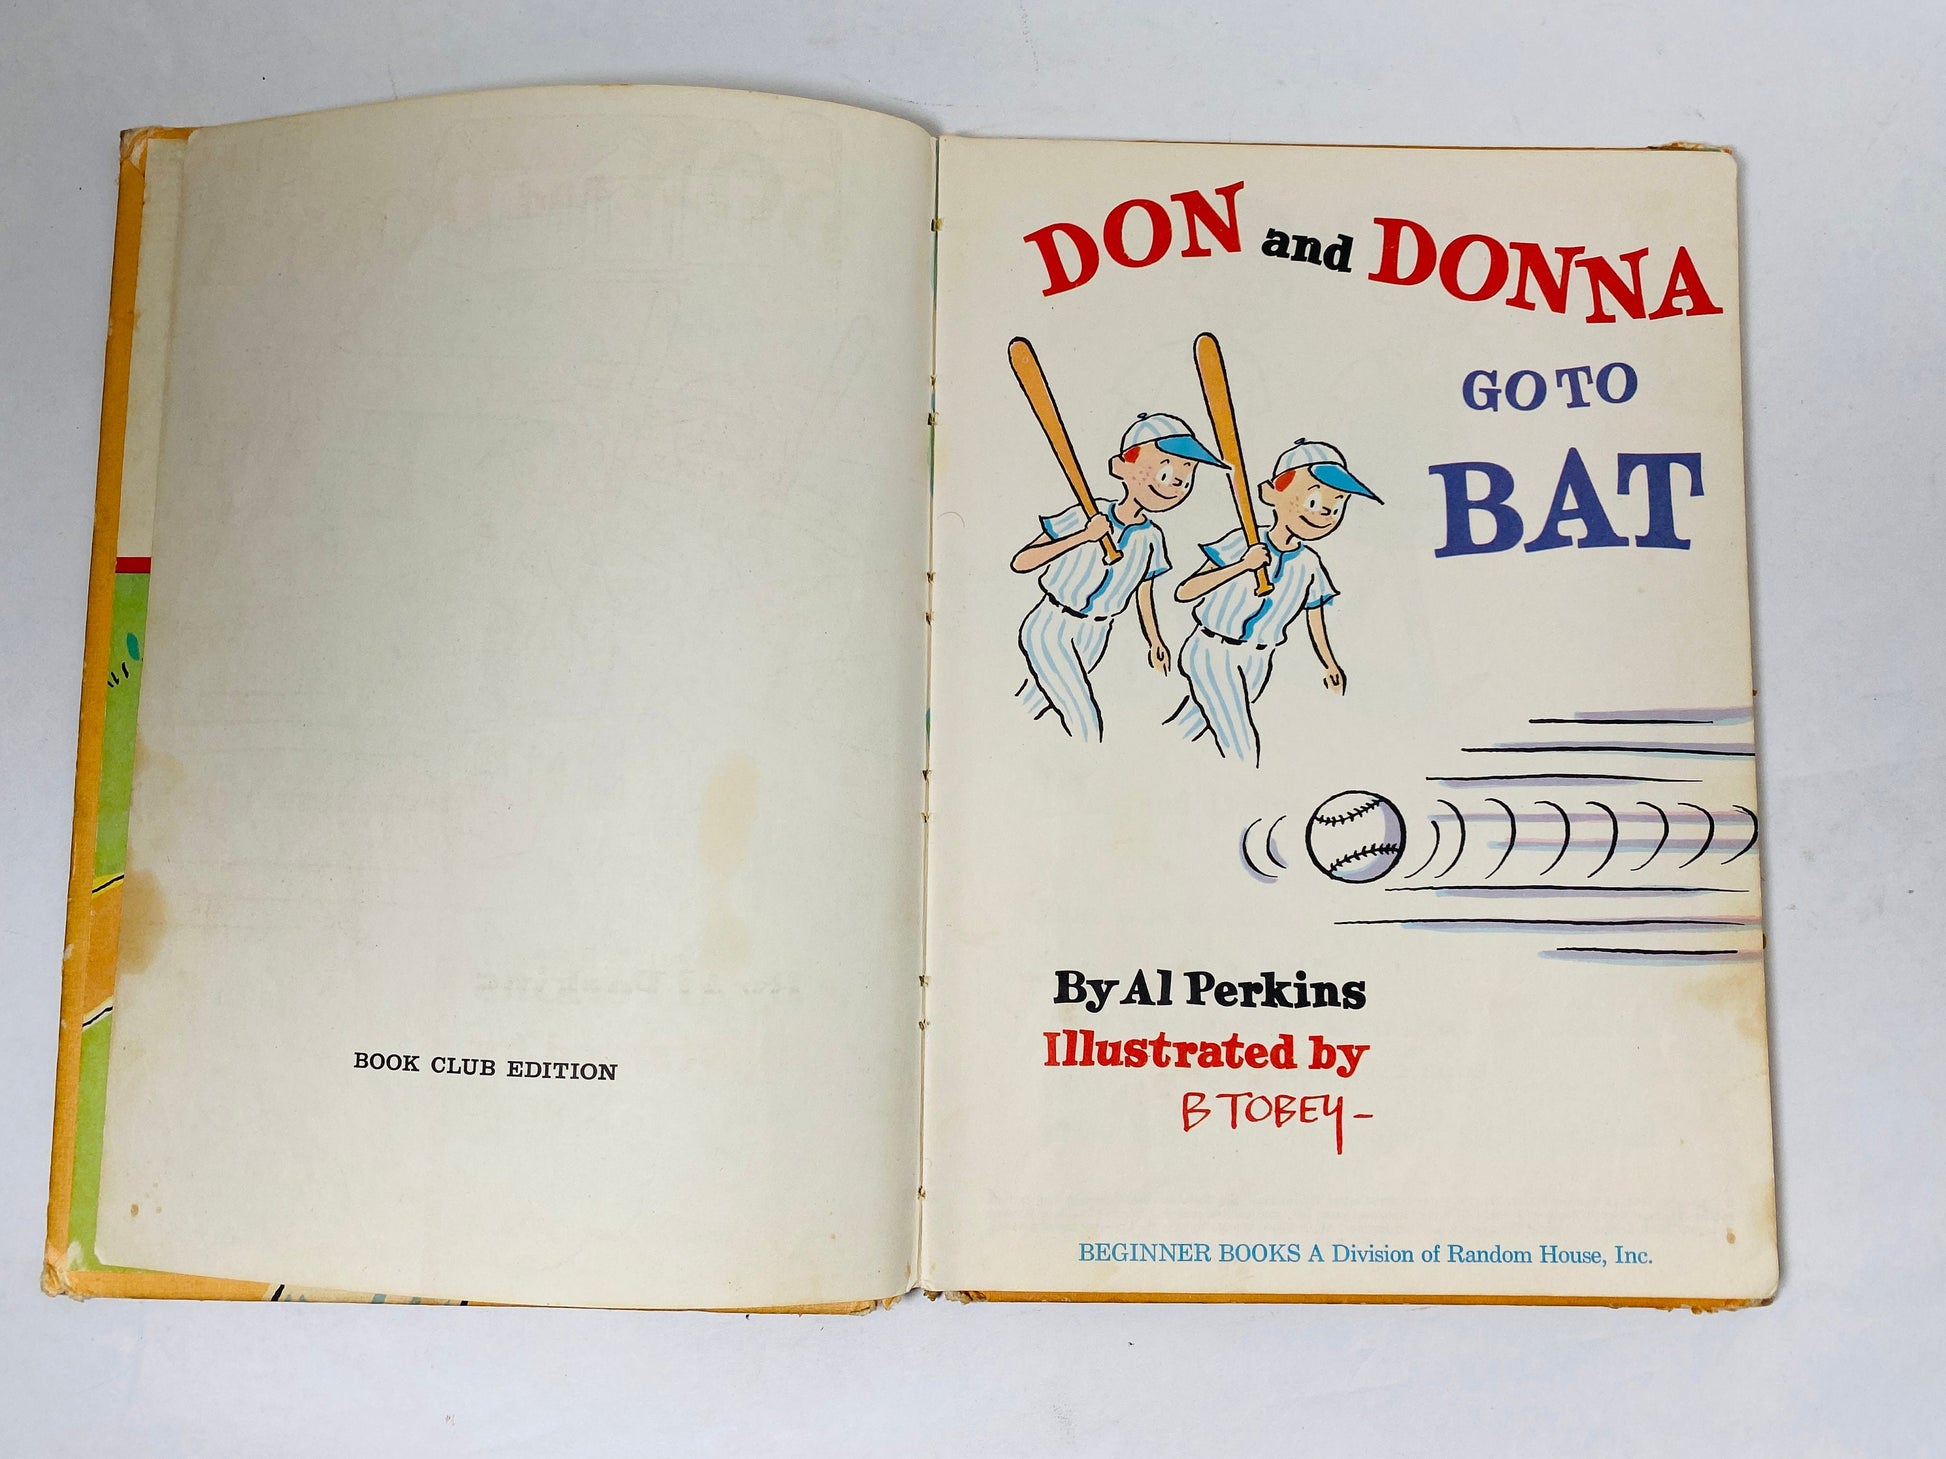 BOOK CLUB EDITION
DON and DONNA
GO TO
BAT
By Al Perkins
Illustrated by
B TOBEY-
BEGINNER BOOKS A Division of Random House, Inc.